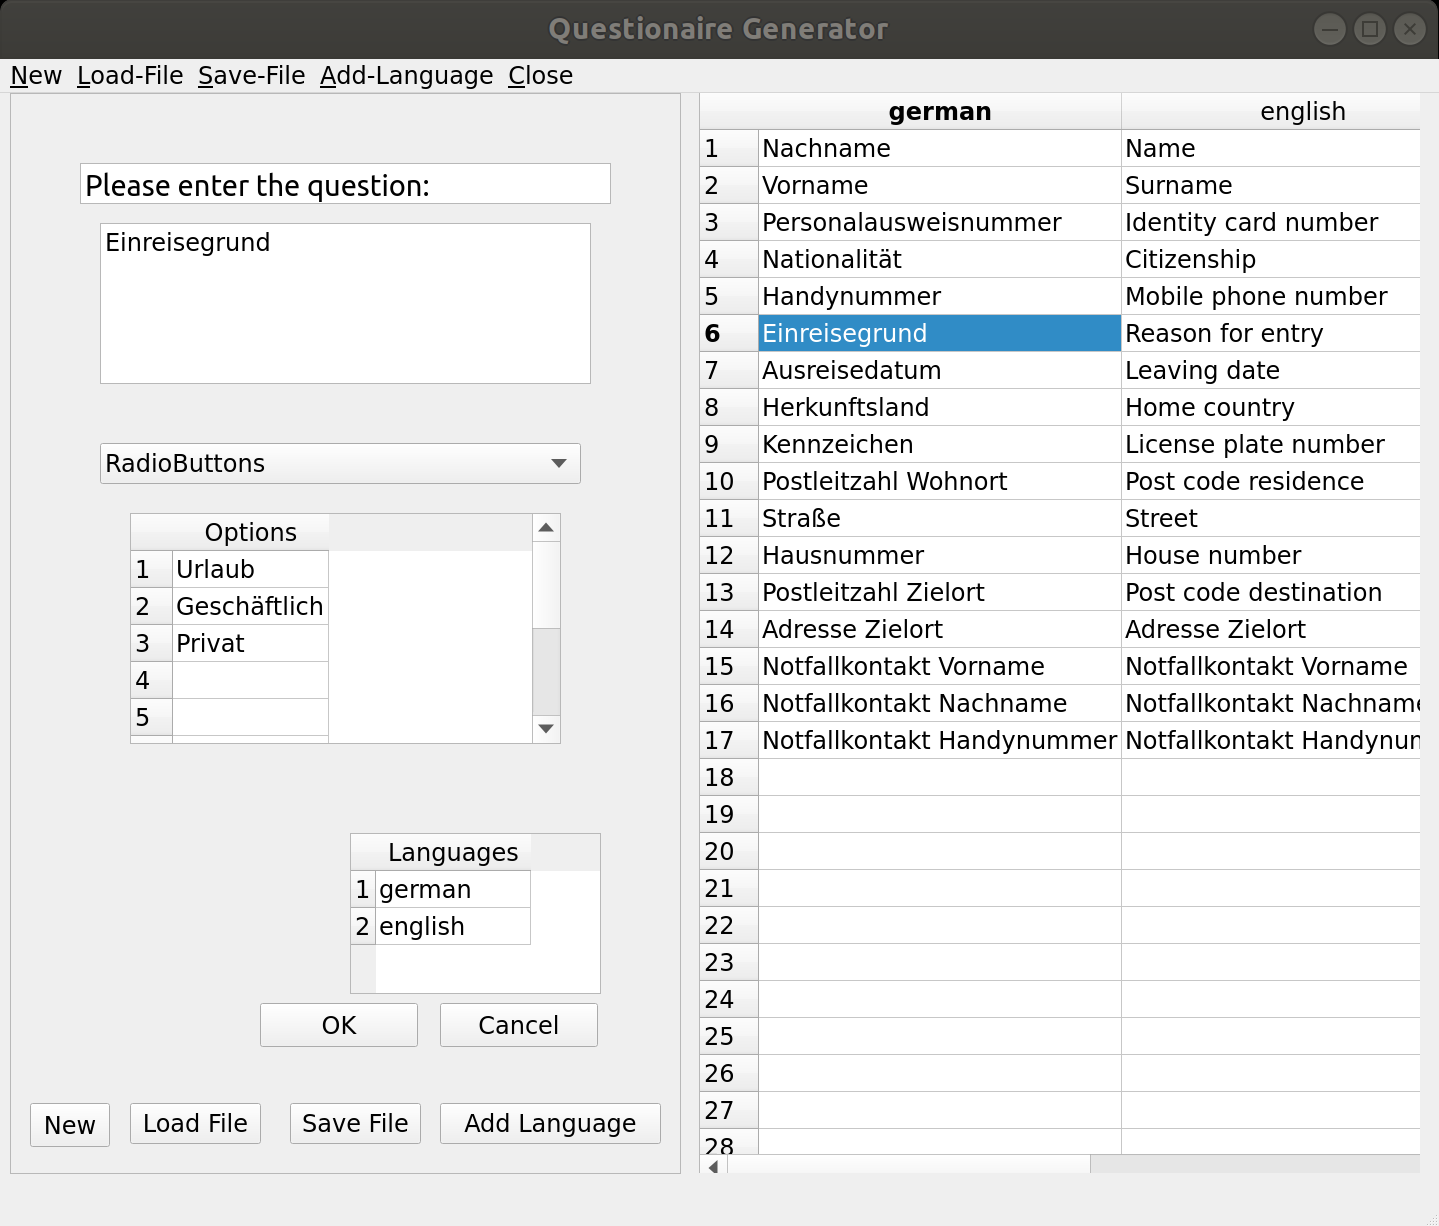 Questionaire Generator
New Load-File Save-File Add-Language Close
Please enter the question:
Einreisegrund
RadioButtons
Options
1 Urlaub
2 Geschäftlich
3 Privat
4
5
Languages
1 german
2 english
OK Cancel
New Load File Save File Add Language
german english
1 Nachname Name
2 Vorname Surname
3 Personalausweisnummer Identity card number
4 Nationalität Citizenship
5 Handynummer Mobile phone number
6 Einreisegrund Reason for entry
7 Ausreisedatum Leaving date
8 Herkunftsland Home country
9 Kennzeichen License plate number
10 Postleitzahl Wohnort Post code residence
11 Straße Street
12 Hausnummer House number
13 Postleitzahl Zielort Post code destination
14 Adresse Zielort Adresse Zielort
15 Notfallkontakt Vorname Notfallkontakt Vorname
16 Notfallkontakt Nachname Notfallkontakt Nachname
17 Notfallkontakt Handynummer Notfallkontakt Handynum
18
19
20
21
22
23
24
25
26
27
28